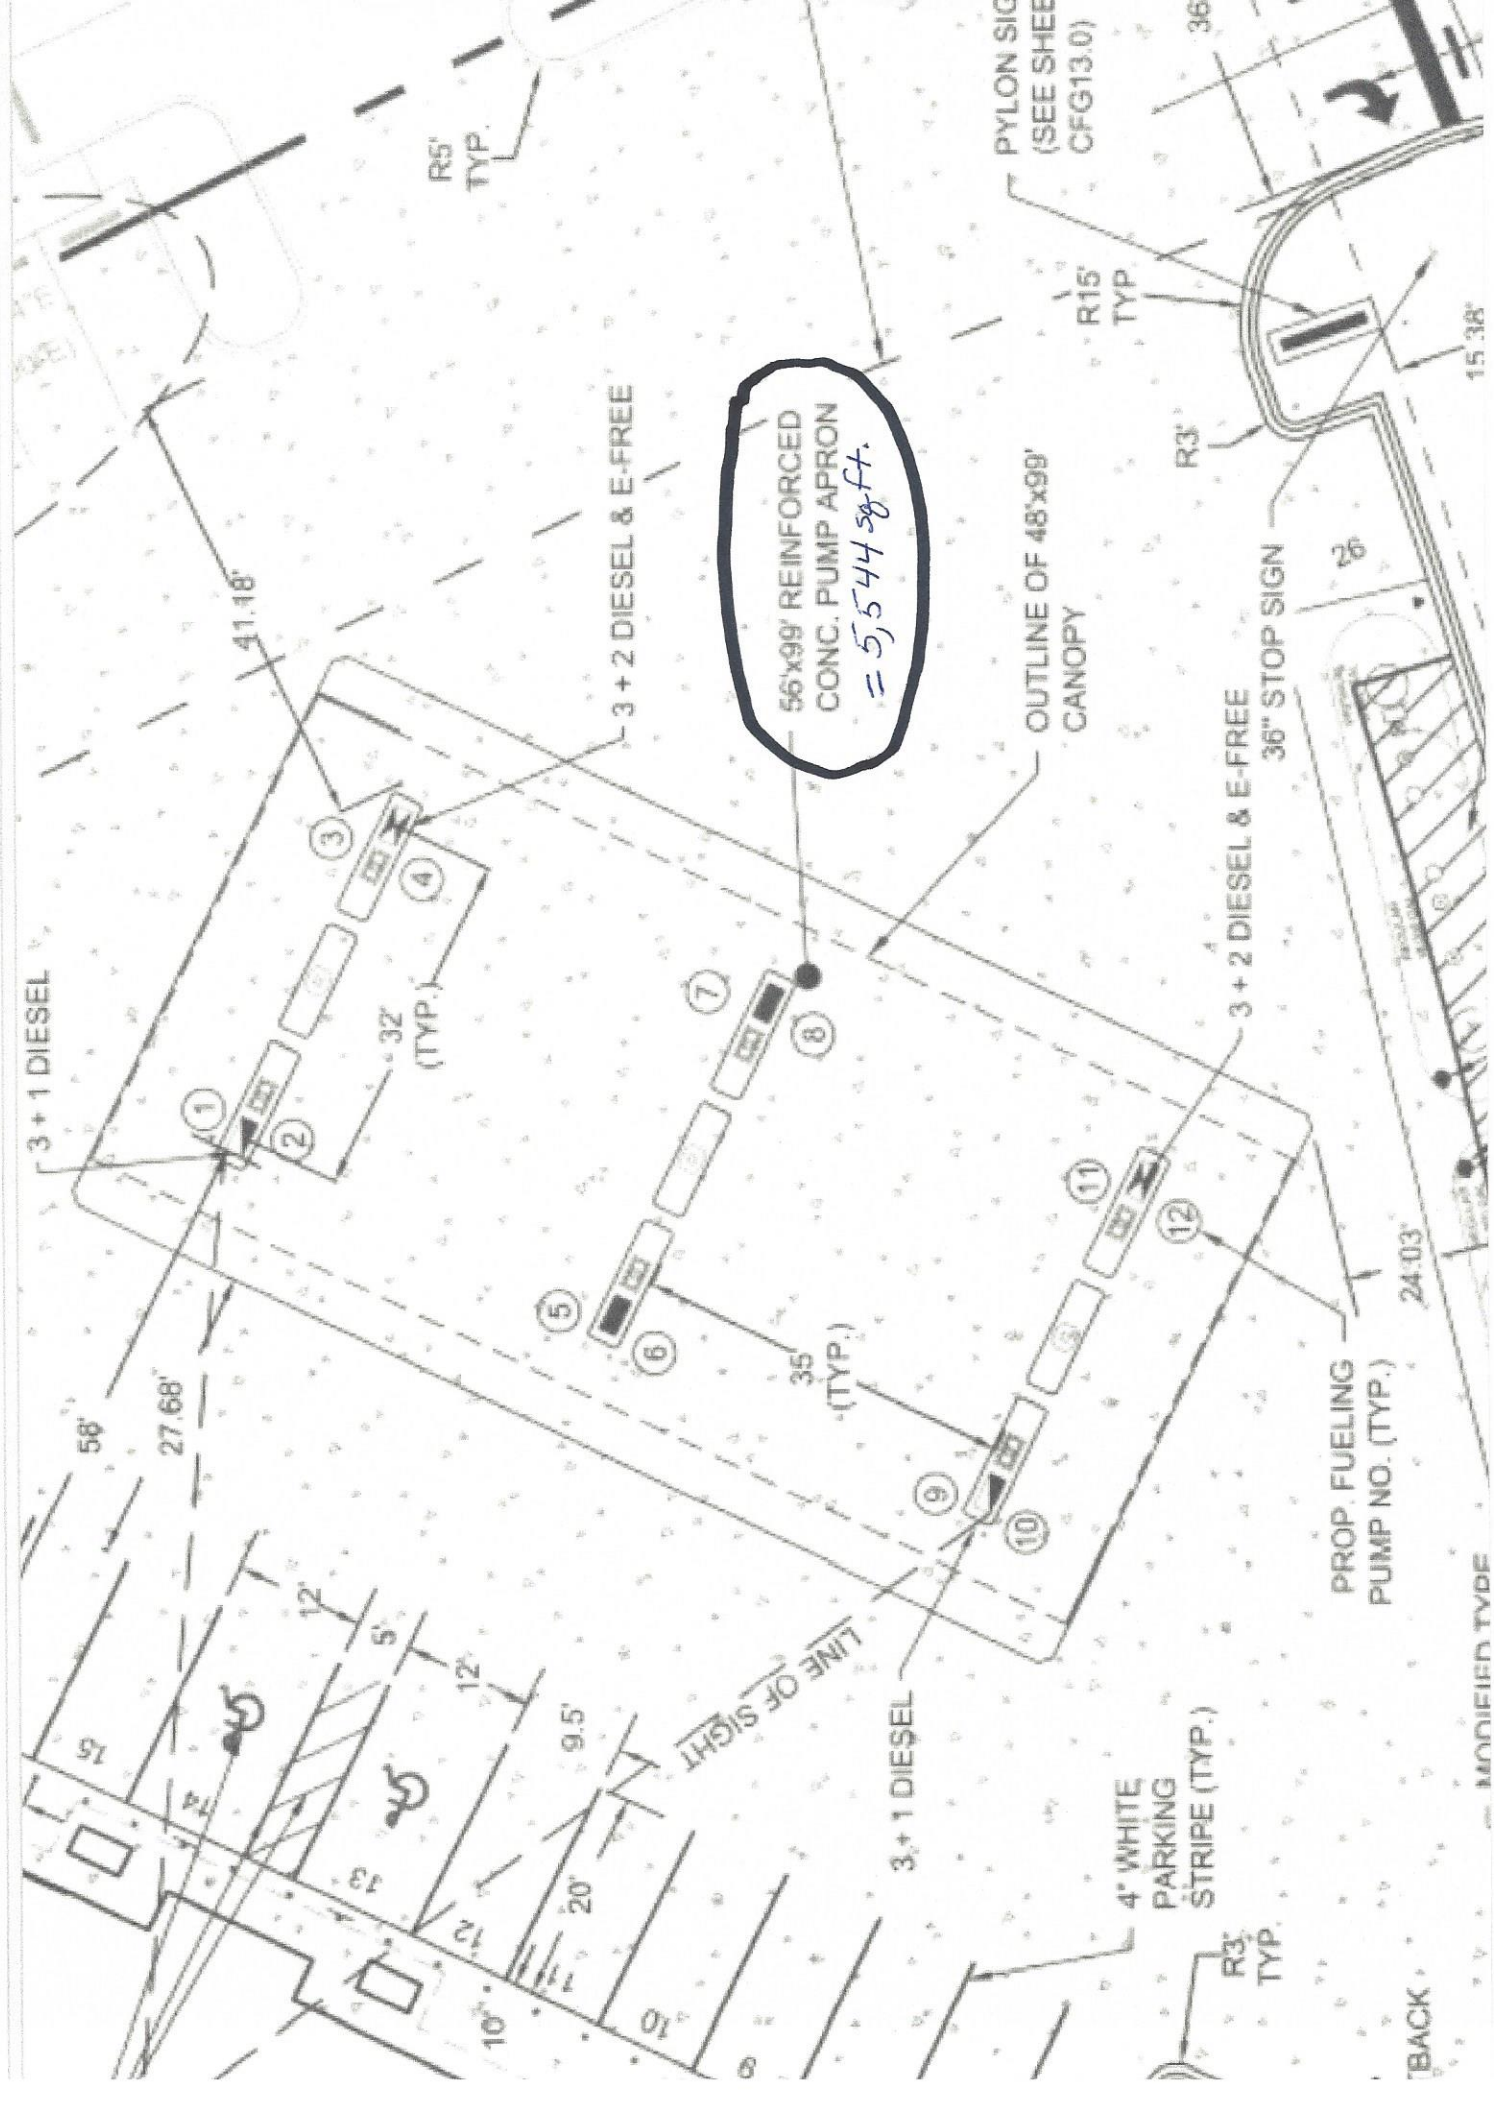 R5'
TYP.
PYLON SIG
(SEE SHEE
CFG13.0)
36
R15'
TYP.
R3'
15.38'
41.18'
3 + 2 DIESEL & E-FREE
56'x99' REINFORCED
CONC. PUMP APRON
= 5,544 sq ft.
OUTLINE OF 48'x99'
CANOPY
36" STOP SIGN
26
3 + 1 DIESEL
1
2
3
4
32'
(TYP.)
5
6
7
8
35'
(TYP.)
9
10
11
12
3 + 2 DIESEL & E-FREE
24.03'
PROP. FUELING
PUMP NO. (TYP.)
58'
27.68'
12'
5'
12'
9.5'
20'
15
14
13
12
11
10
9
10'
LINE OF SIGHT
3 + 1 DIESEL
4" WHITE
PARKING
STRIPE (TYP.)
R3'
TYP.
MODIFIED TYPE
TBACK